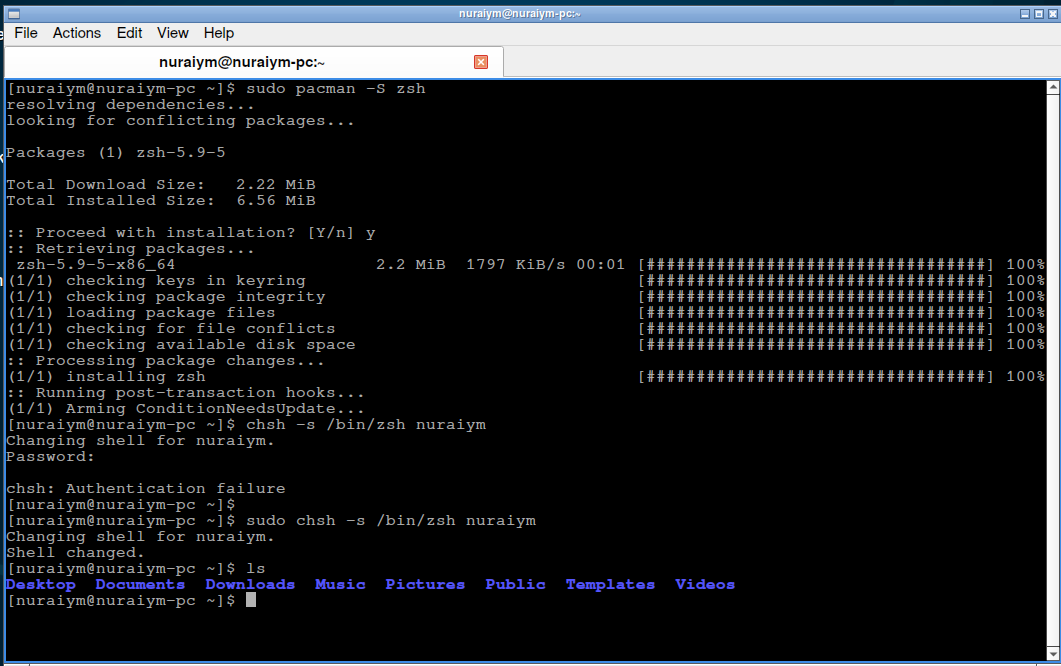 nuraiym@nuraiym-pc:~
File Actions Edit View Help
nuraiym@nuraiym-pc:~
[nuraiym@nuraiym-pc ~]$ sudo pacman -S zsh
resolving dependencies...
looking for conflicting packages...
Packages (1) zsh-5.9-5
Total Download Size:   2.22 MiB
Total Installed Size:  6.56 MiB
:: Proceed with installation? [Y/n] y
:: Retrieving packages...
 zsh-5.9-5-x86_64                    2.2 MiB  1797 KiB/s 00:01 [##################################] 100%
(1/1) checking keys in keyring                                 [##################################] 100%
(1/1) checking package integrity                               [##################################] 100%
(1/1) loading package files                                    [##################################] 100%
(1/1) checking for file conflicts                              [##################################] 100%
(1/1) checking available disk space                            [##################################] 100%
:: Processing package changes...
(1/1) installing zsh                                           [##################################] 100%
:: Running post-transaction hooks...
(1/1) Arming ConditionNeedsUpdate...
[nuraiym@nuraiym-pc ~]$ chsh -s /bin/zsh nuraiym
Changing shell for nuraiym.
Password:
chsh: Authentication failure
[nuraiym@nuraiym-pc ~]$
[nuraiym@nuraiym-pc ~]$ sudo chsh -s /bin/zsh nuraiym
Changing shell for nuraiym.
Shell changed.
[nuraiym@nuraiym-pc ~]$ ls
Desktop  Documents  Downloads  Music  Pictures  Public  Templates  Videos
[nuraiym@nuraiym-pc ~]$